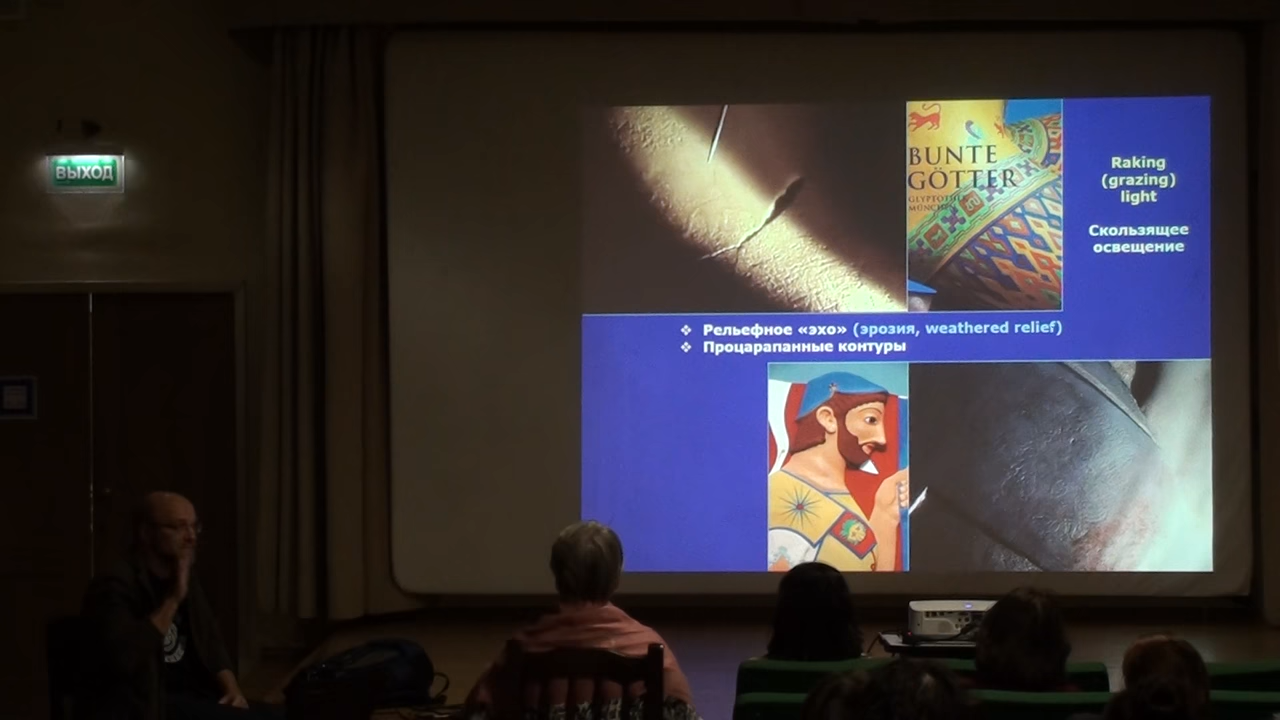 ВЫХОД
BUNTE
GÖTTER
GLYPTOTHEK
MÜNCHEN
Raking
(grazing)
light
Скользящее
освещение
❖ Рельефное «эхо» (эрозия, weathered relief)
❖ Процарапанные контуры